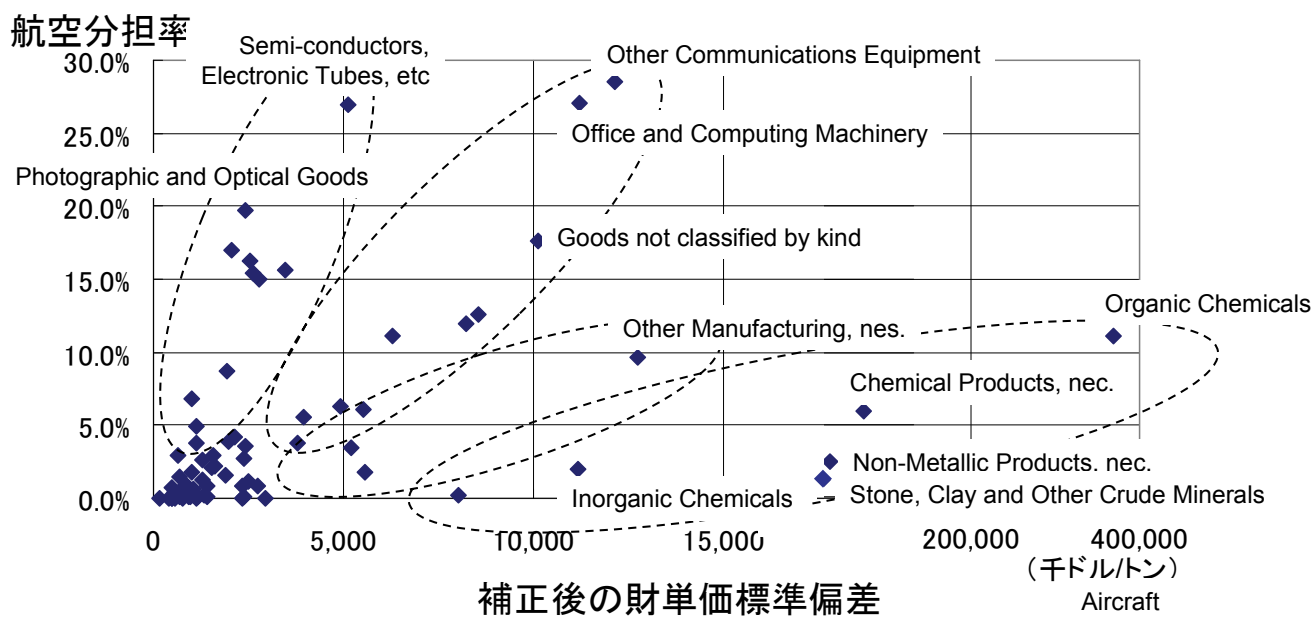 航空分担率
Semi-conductors,
Electronic Tubes, etc
Other Communications Equipment
30.0%
Office and Computing Machinery
25.0%
Photographic and Optical Goods
20.0%
Goods not classified by kind
15.0%
Organic Chemicals
Other Manufacturing, nes.
10.0%
Chemical Products, nec.
5.0%
Non-Metallic Products. nec.
Inorganic Chemicals
Stone, Clay and Other Crude Minerals
0.0%
0 5,000 10,000 15,000 200,000 400,000
(千ドル/トン)
補正後の財単価標準偏差
Aircraft